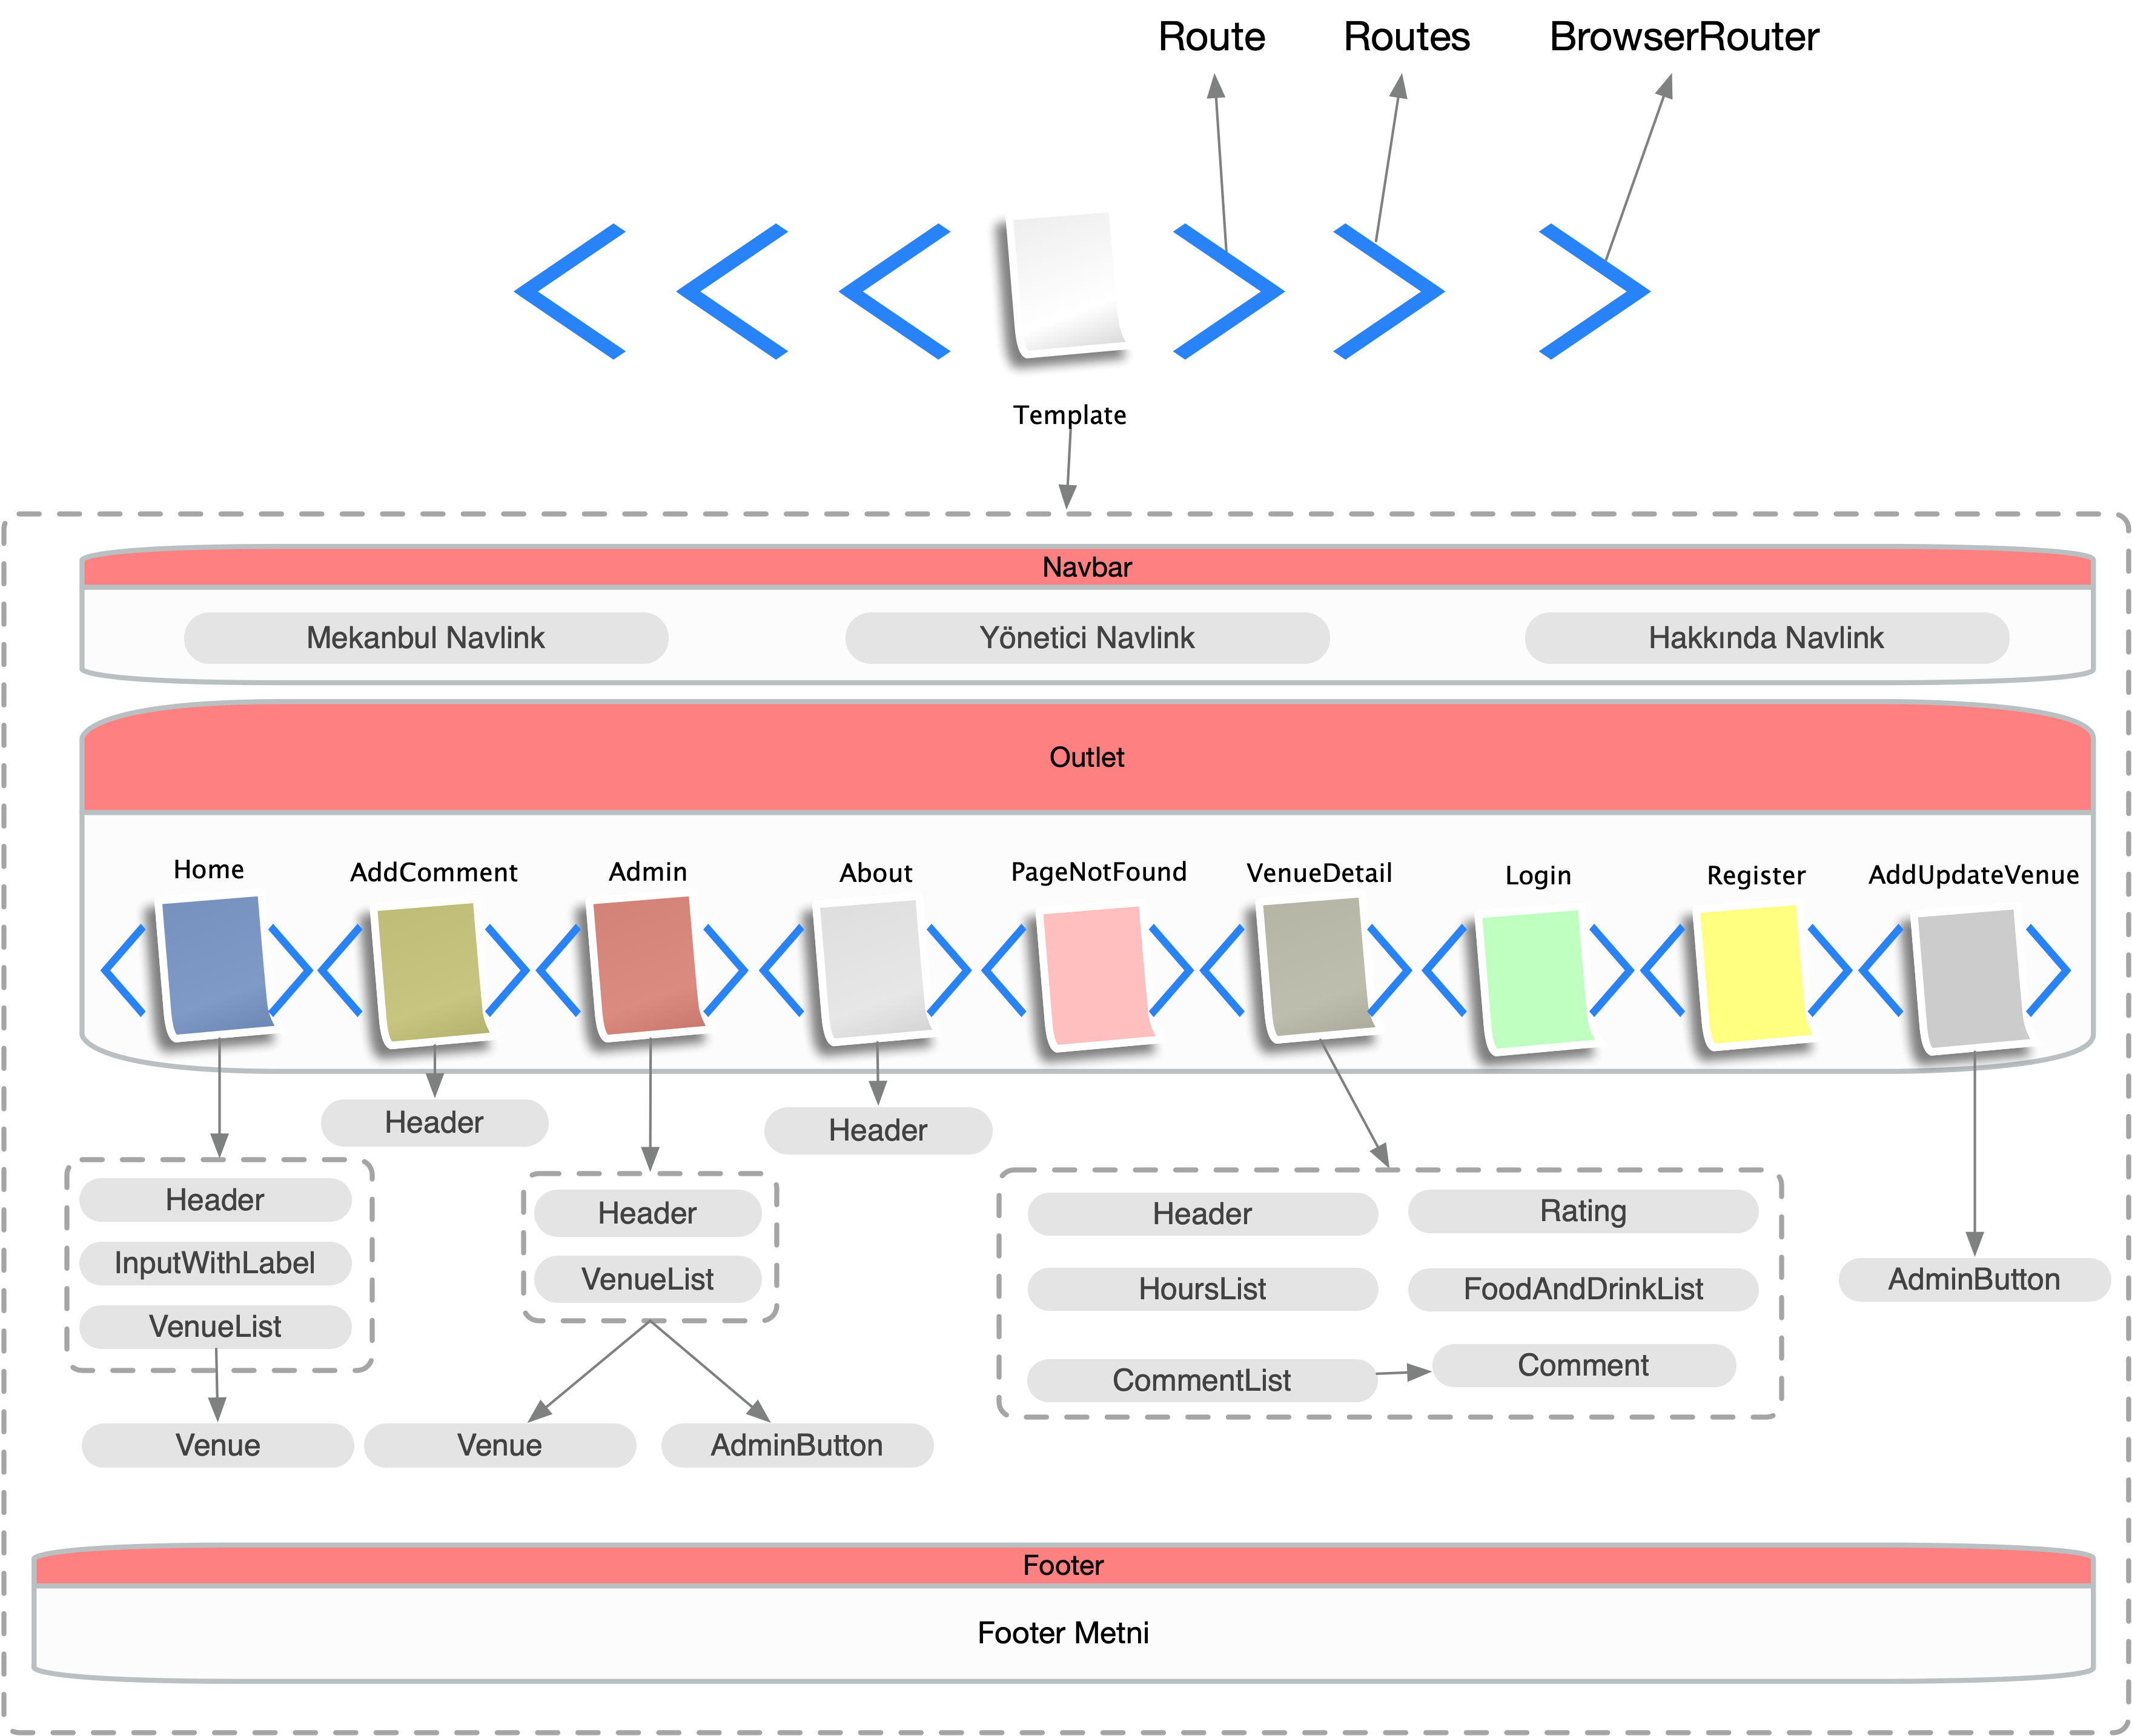 Route
Routes
BrowserRouter
Template
Navbar
Mekanbul Navlink
Yönetici Navlink
Hakkında Navlink
Outlet
Home
AddComment
Admin
About
PageNotFound
VenueDetail
Login
Register
AddUpdateVenue
Header
Header
Header
InputWithLabel
VenueList
Header
VenueList
Header
Rating
HoursList
FoodAndDrinkList
CommentList
Comment
AdminButton
Venue
Venue
AdminButton
Footer
Footer Metni